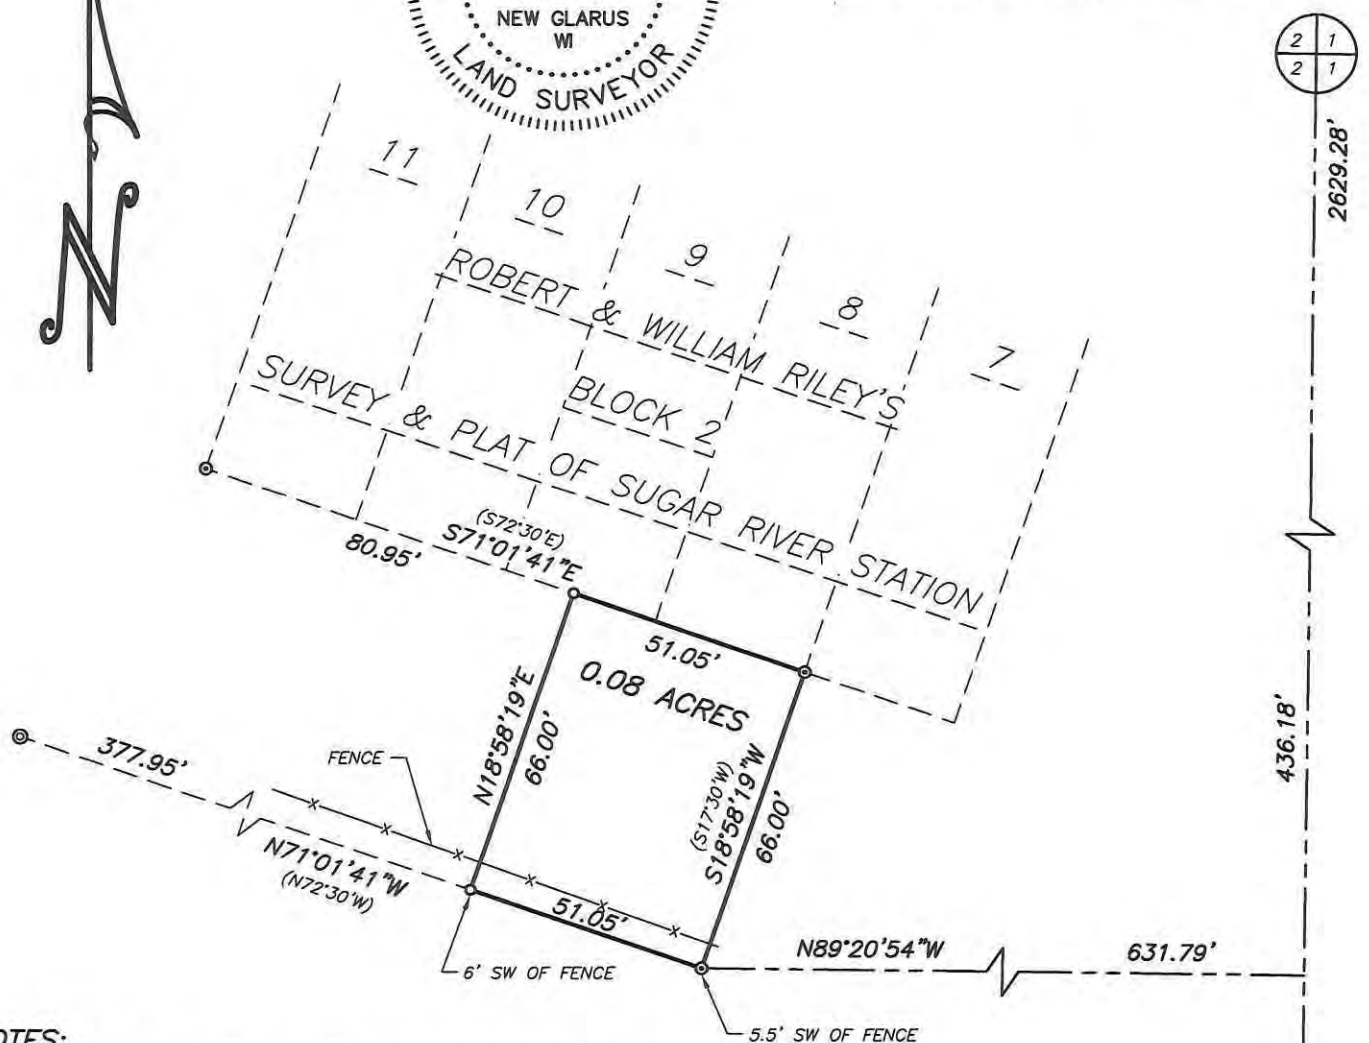 NEW GLARUS
WI
LAND SURVEYOR
N
2 1
2 1
2629.28'
11
10
9
8
7
ROBERT & WILLIAM RILEY'S
BLOCK 2
SURVEY & PLAT OF SUGAR RIVER STATION
(S72°30'E)
S71°01'41"E
80.95'
51.05'
0.08 ACRES
N18°58'19"E
66.00'
(S17°30'W)
S18°58'19"W
66.00'
436.18'
377.95'
FENCE
N71°01'41"W
(N72°30'W)
51.05'
6' SW OF FENCE
N89°20'54"W
631.79'
5.5' SW OF FENCE